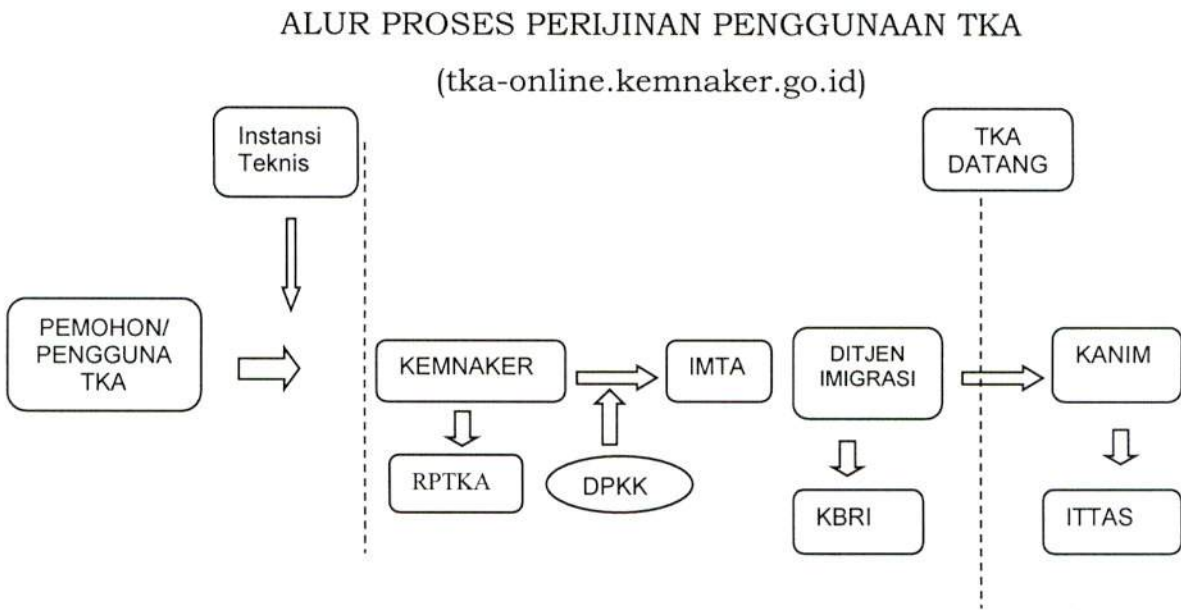 ALUR PROSES PERIJINAN PENGGUNAAN TKA
(tka-online.kemnaker.go.id)
Instansi
Teknis
TKA
DATANG
PEMOHON/
PENGGUNA
TKA
KEMNAKER
IMTA
DITJEN
IMIGRASI
KANIM
RPTKA
DPKK
KBRI
ITTAS